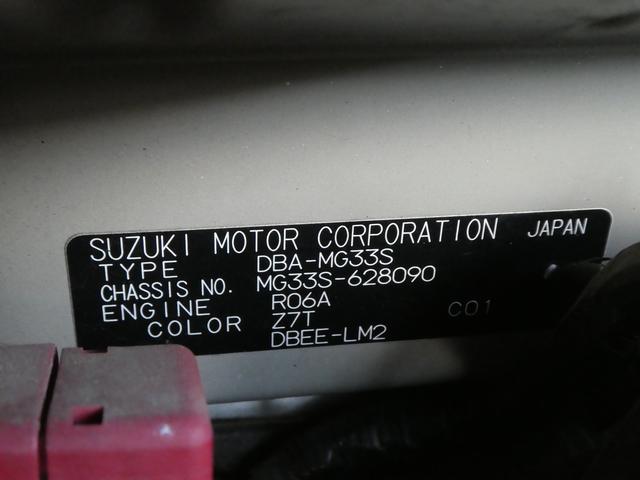 SUZUKI MOTOR CORPORATION JAPAN
TYPE DBA-MG33S
CHASSIS NO. MG33S-628090
ENGINE R06A
COLOR Z7T C01
DBEE-LM2